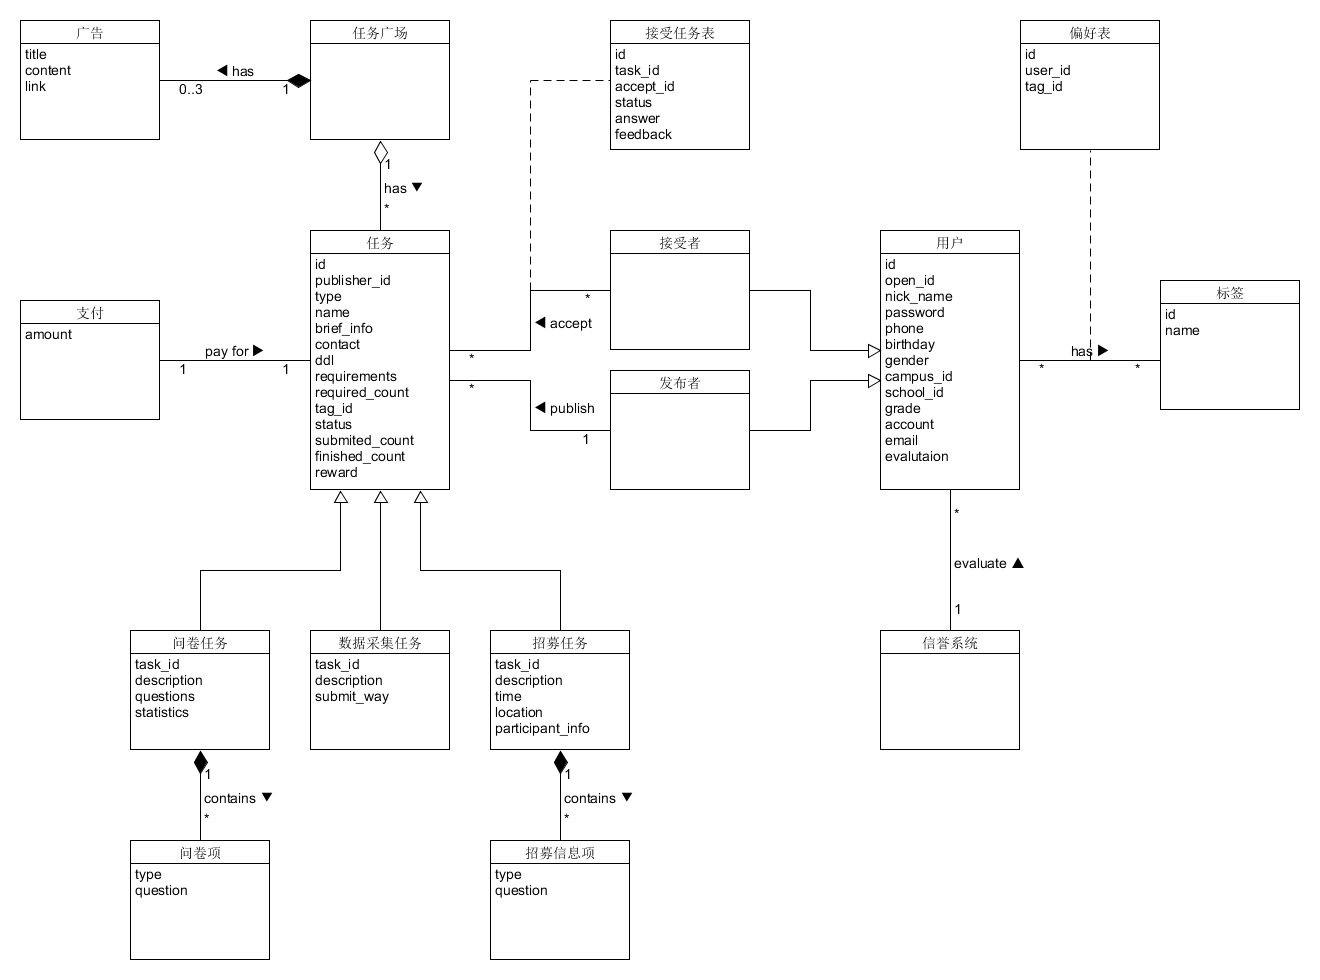 广告
title
content
link
◀ has
0..3
1
任务广场
1
has ▼
*
接受任务表
id
task_id
accept_id
status
answer
feedback
偏好表
id
user_id
tag_id
支付
amount
pay for ▶
1
1
任务
id
publisher_id
type
name
brief_info
contact
ddl
requirements
required_count
tag_id
status
submited_count
finished_count
reward
*
◀ accept
*
*
◀ publish
1
接受者
发布者
用户
id
open_id
nick_name
password
phone
birthday
gender
campus_id
school_id
grade
account
email
evalutaion
has ▶
*
*
标签
id
name
*
evaluate ▲
1
信誉系统
问卷任务
task_id
description
questions
statistics
数据采集任务
task_id
description
submit_way
招募任务
task_id
description
time
location
participant_info
1
contains ▼
*
1
contains ▼
*
问卷项
type
question
招募信息项
type
question